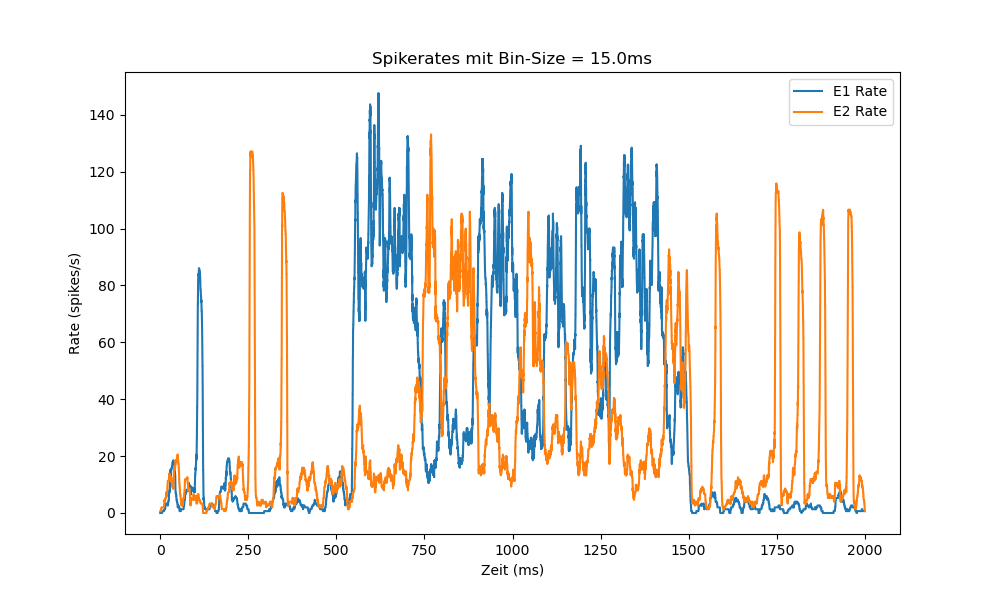 Spikerates mit Bin-Size = 15.0ms
E1 Rate
E2 Rate
140
120
100
80
60
40
20
0
Rate (spikes/s)
0 250 500 750 1000 1250 1500 1750 2000
Zeit (ms)